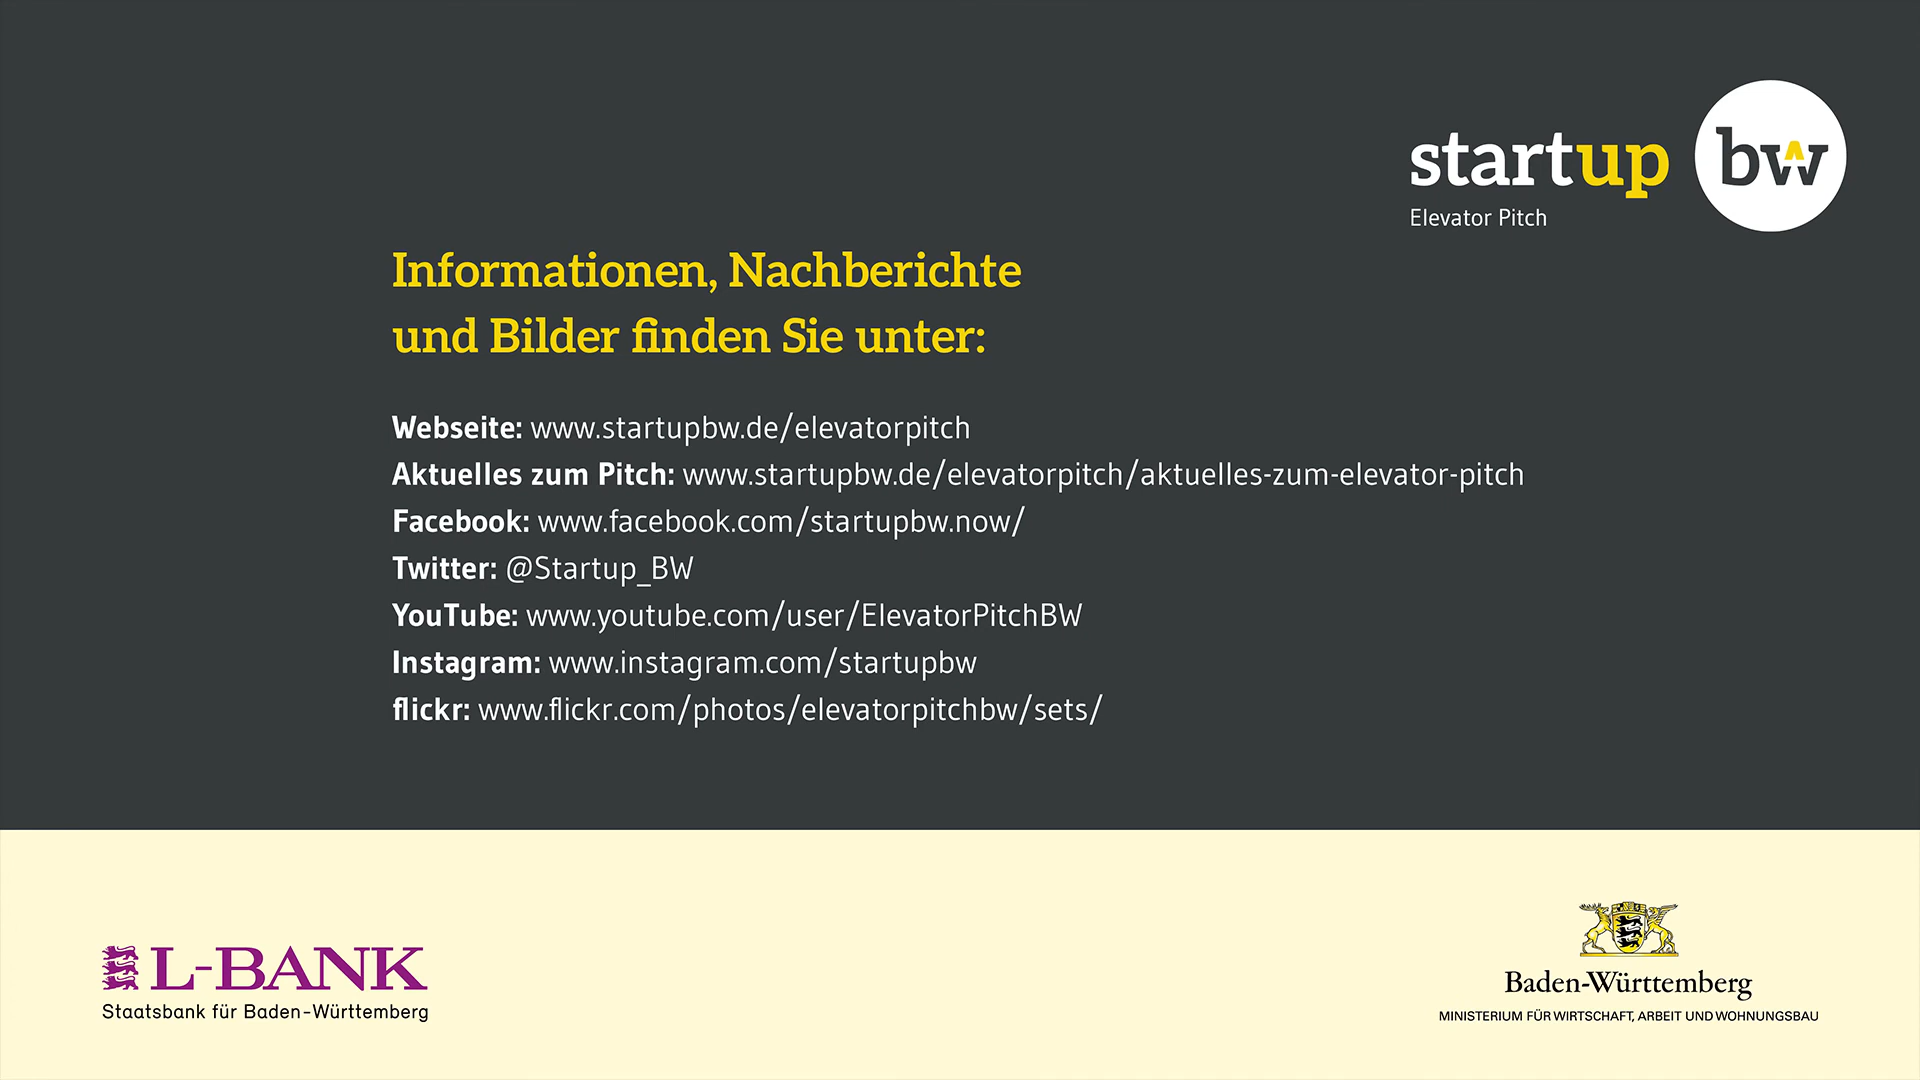 startup bw
Elevator Pitch
Informationen, Nachberichte
und Bilder finden Sie unter:
Webseite: www.startupbw.de/elevatorpitch
Aktuelles zum Pitch: www.startupbw.de/elevatorpitch/aktuelles-zum-elevator-pitch
Facebook: www.facebook.com/startupbw.now/
Twitter: @Startup_BW
YouTube: www.youtube.com/user/ElevatorPitchBW
Instagram: www.instagram.com/startupbw
flickr: www.flickr.com/photos/elevatorpitchbw/sets/
L-BANK
Staatsbank für Baden-Württemberg
Baden-Württemberg
MINISTERIUM FÜR WIRTSCHAFT, ARBEIT UND WOHNUNGSBAU